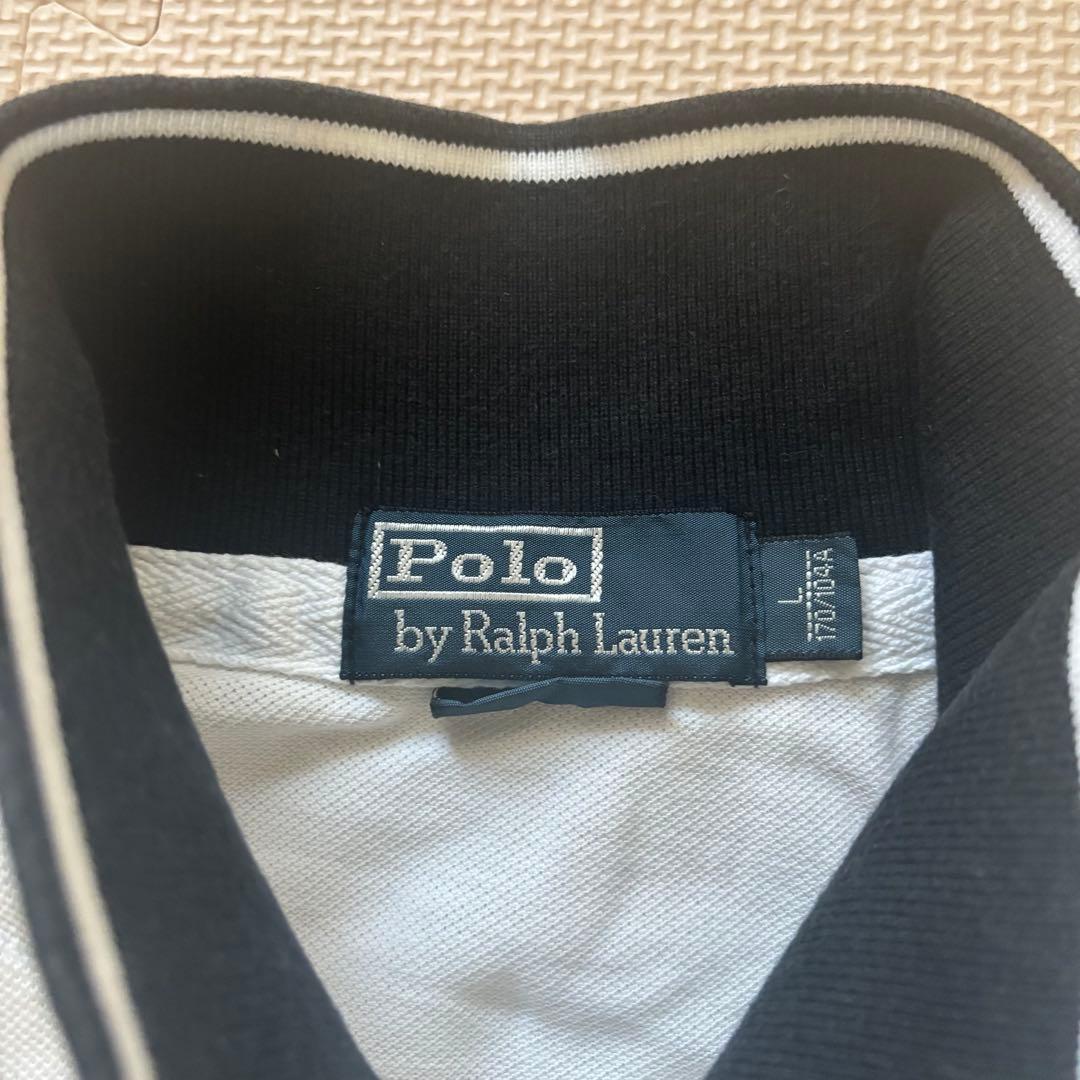 Polo
by Ralph Lauren
L
170/104A